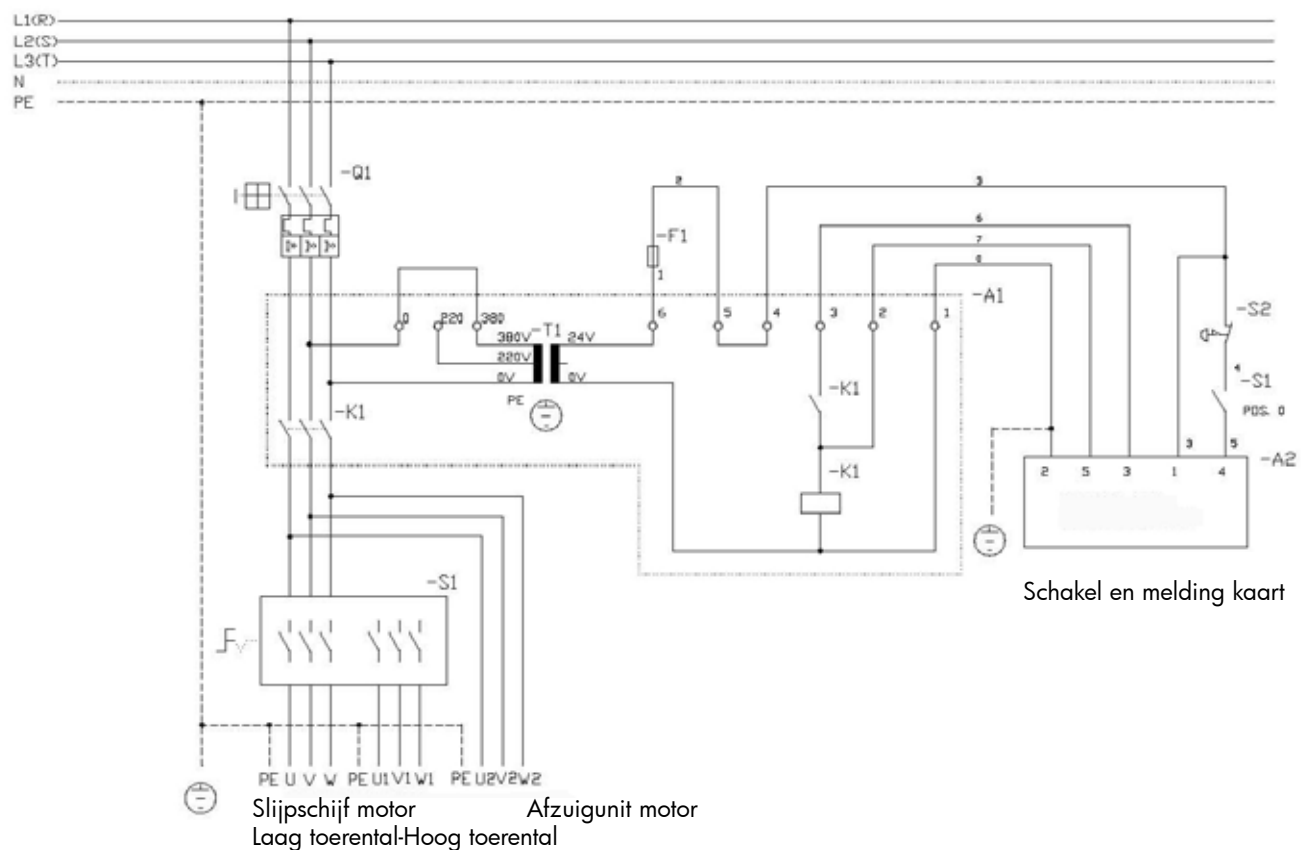 L1(R)
L2(S)
L3(T)
N
PE
-Q1
2
3
6
7
0
-F1
1
-A1
0
220
380
6
5
4
3
2
1
-T1
380V
24V
220V
0V
0V
PE
-S2
4
-S1
POS. 0
-K1
-K1
-K1
3
5
-A2
2
5
3
1
4
Schakel en melding kaart
-S1
PE U V W PE U1 V1 W1 PE U2 V2 W2
Slijpschijf motor
Afzuigunit motor
Laag toerental-Hoog toerental